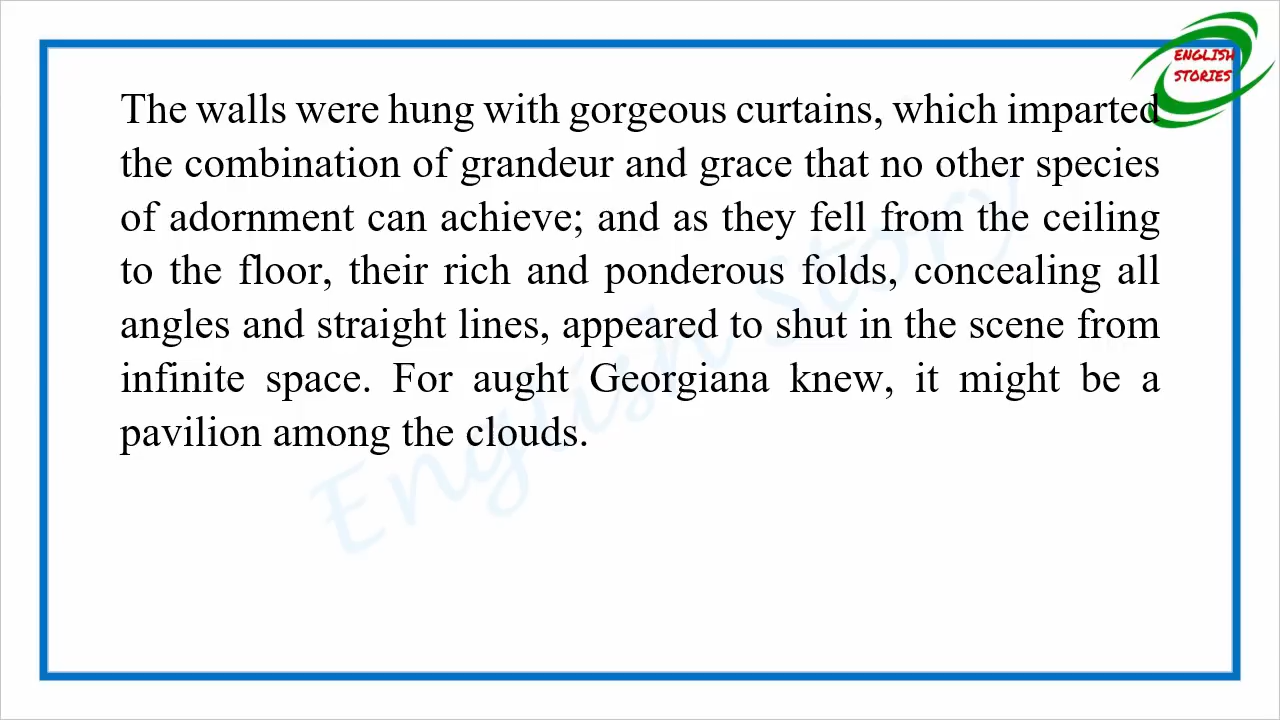 ENGLISH
STORIES
The walls were hung with gorgeous curtains, which imparted
the combination of grandeur and grace that no other species
of adornment can achieve; and as they fell from the ceiling
to the floor, their rich and ponderous folds, concealing all
angles and straight lines, appeared to shut in the scene from
infinite space. For aught Georgiana knew, it might be a
pavilion among the clouds.
English Story